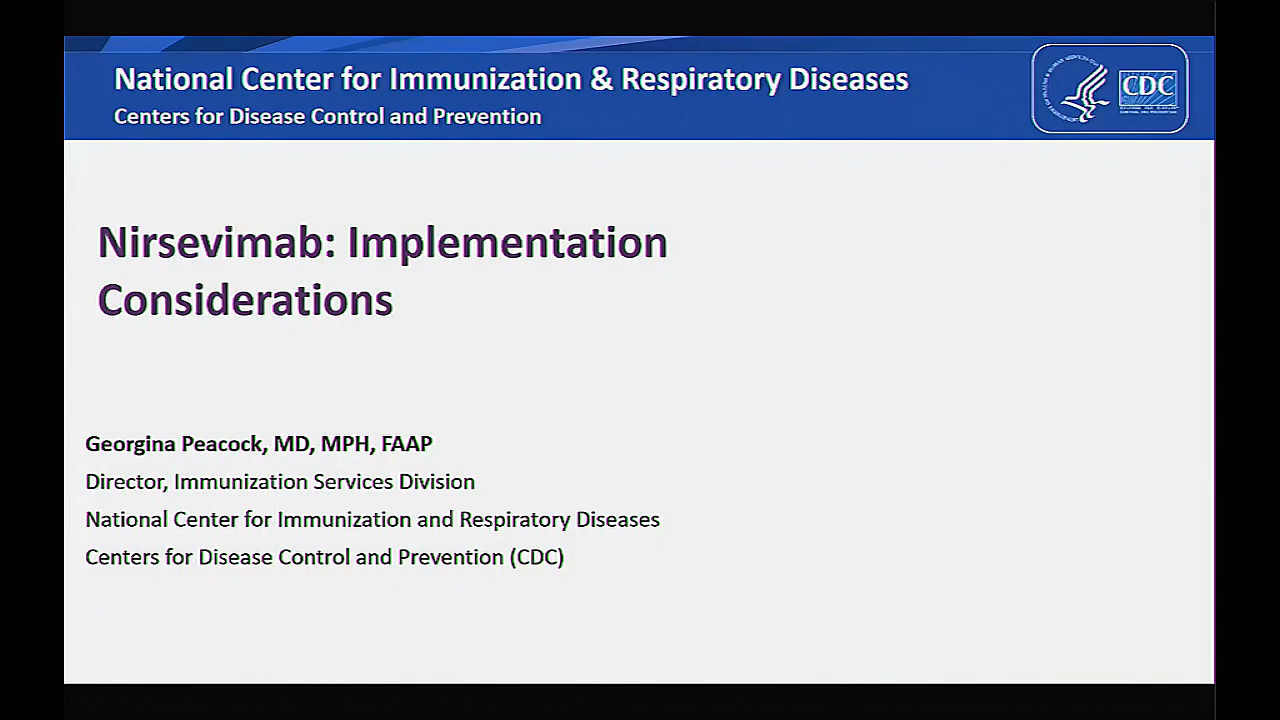 National Center for Immunization & Respiratory Diseases
Centers for Disease Control and Prevention
CDC
Nirsevimab: Implementation
Considerations
Georgina Peacock, MD, MPH, FAAP
Director, Immunization Services Division
National Center for Immunization and Respiratory Diseases
Centers for Disease Control and Prevention (CDC)